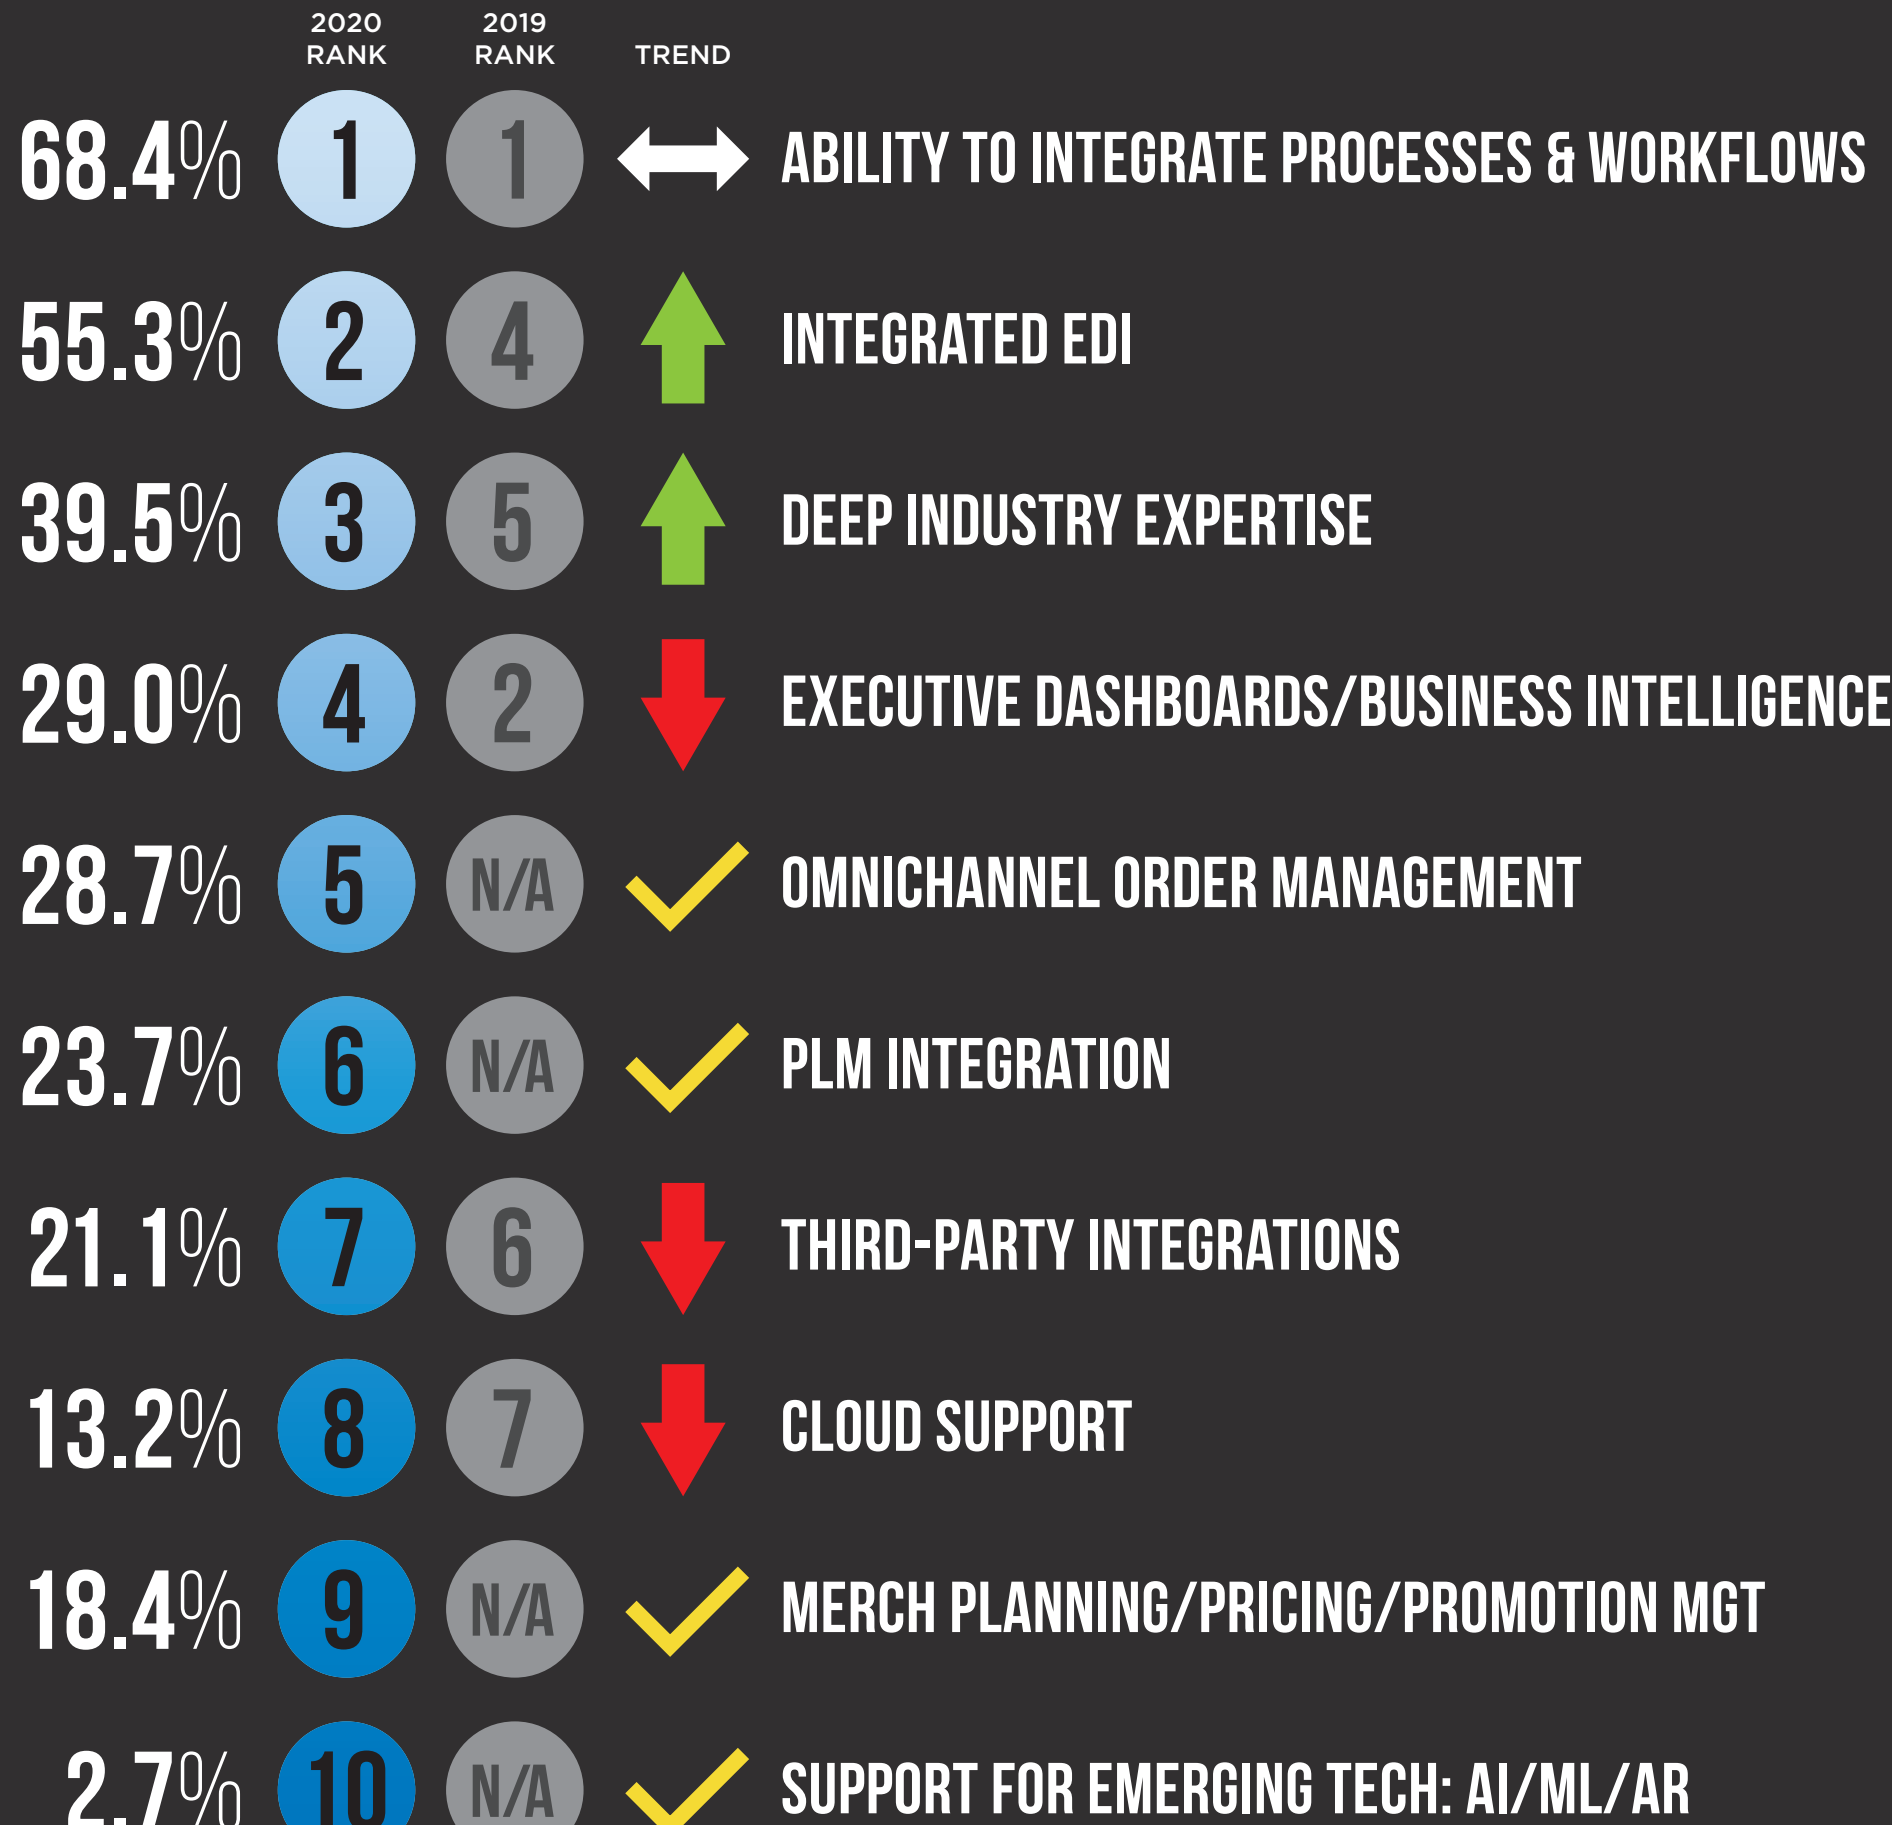 2020 RANK 2019 RANK TREND
68.4% 1 1 ABILITY TO INTEGRATE PROCESSES & WORKFLOWS
55.3% 2 4 INTEGRATED EDI
39.5% 3 5 DEEP INDUSTRY EXPERTISE
29.0% 4 2 EXECUTIVE DASHBOARDS/BUSINESS INTELLIGENCE
28.7% 5 N/A OMNICHANNEL ORDER MANAGEMENT
23.7% 6 N/A PLM INTEGRATION
21.1% 7 6 THIRD-PARTY INTEGRATIONS
13.2% 8 7 CLOUD SUPPORT
18.4% 9 N/A MERCH PLANNING/PRICING/PROMOTION MGT
2.7% 10 N/A SUPPORT FOR EMERGING TECH: AI/ML/AR